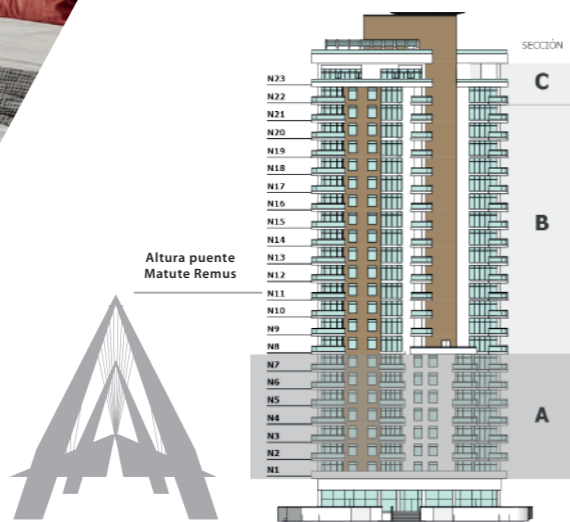 SECCIÓN
C
N23
N22
N21
N20
N19
N18
N17
N16
N15
B
N14
Altura puente
Matute Remus
N13
N12
N11
N10
N9
N8
N7
N6
N5
N4
A
N3
N2
N1